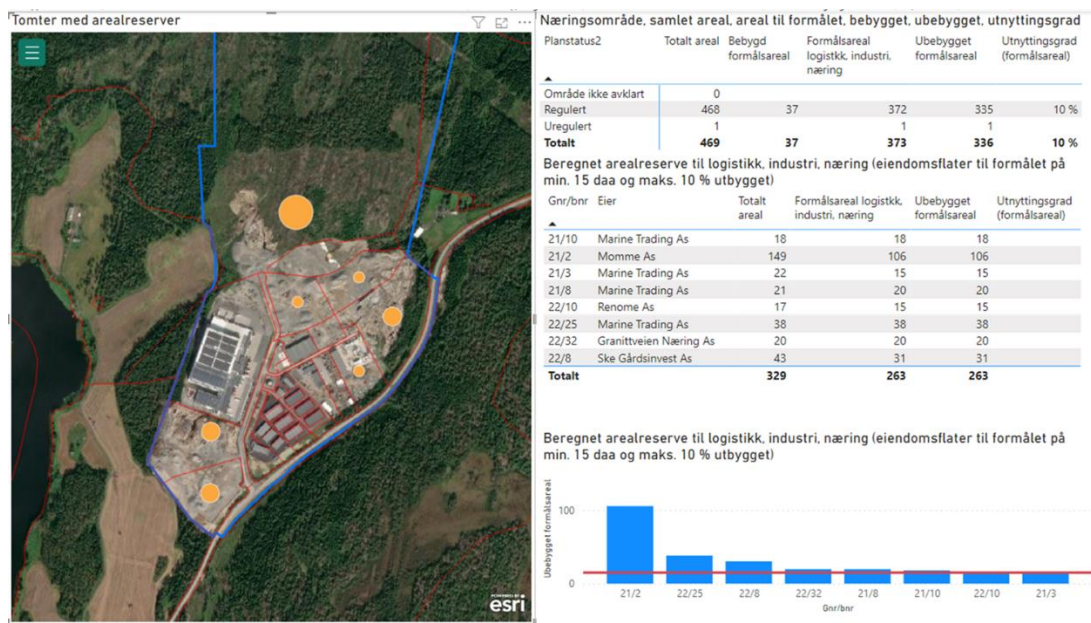 Tomter med arealreserver
POWERED BY
esri
Næringsområde, samlet areal, areal til formålet, bebygget, ubebygget, utnyttingsgrad
Planstatus2 Totalt areal Bebygd formålsareal Formålsareal logistkk, industri, næring Ubebygget formålsareal Utnyttingsgrad (formålsareal)
Område ikke avklart 0
Regulert 468 37 372 335 10 %
Uregulert 1 1 1
Totalt 469 37 373 336 10 %
Beregnet arealreserve til logistikk, industri, næring (eiendomsflater til formålet på
min. 15 daa og maks. 10 % utbygget)
Gnr/bnr Eier Totalt areal Formålsareal logistkk, industri, næring Ubebygget formålsareal Utnyttingsgrad (formålsareal)
21/10 Marine Trading As 18 18 18
21/2 Momme As 149 106 106
21/3 Marine Trading As 22 15 15
21/8 Marine Trading As 21 20 20
22/10 Renome As 17 15 15
22/25 Marine Trading As 38 38 38
22/32 Granittveien Næring As 20 20 20
22/8 Ske Gårdsinvest As 43 31 31
Totalt 329 263 263
Beregnet arealreserve til logistikk, industri, næring (eiendomsflater til formålet på
min. 15 daa og maks. 10 % utbygget)
Ubebygget formålsareal
100
0
21/2 22/25 22/8 22/32 21/8 21/10 22/10 21/3
Gnr/bnr